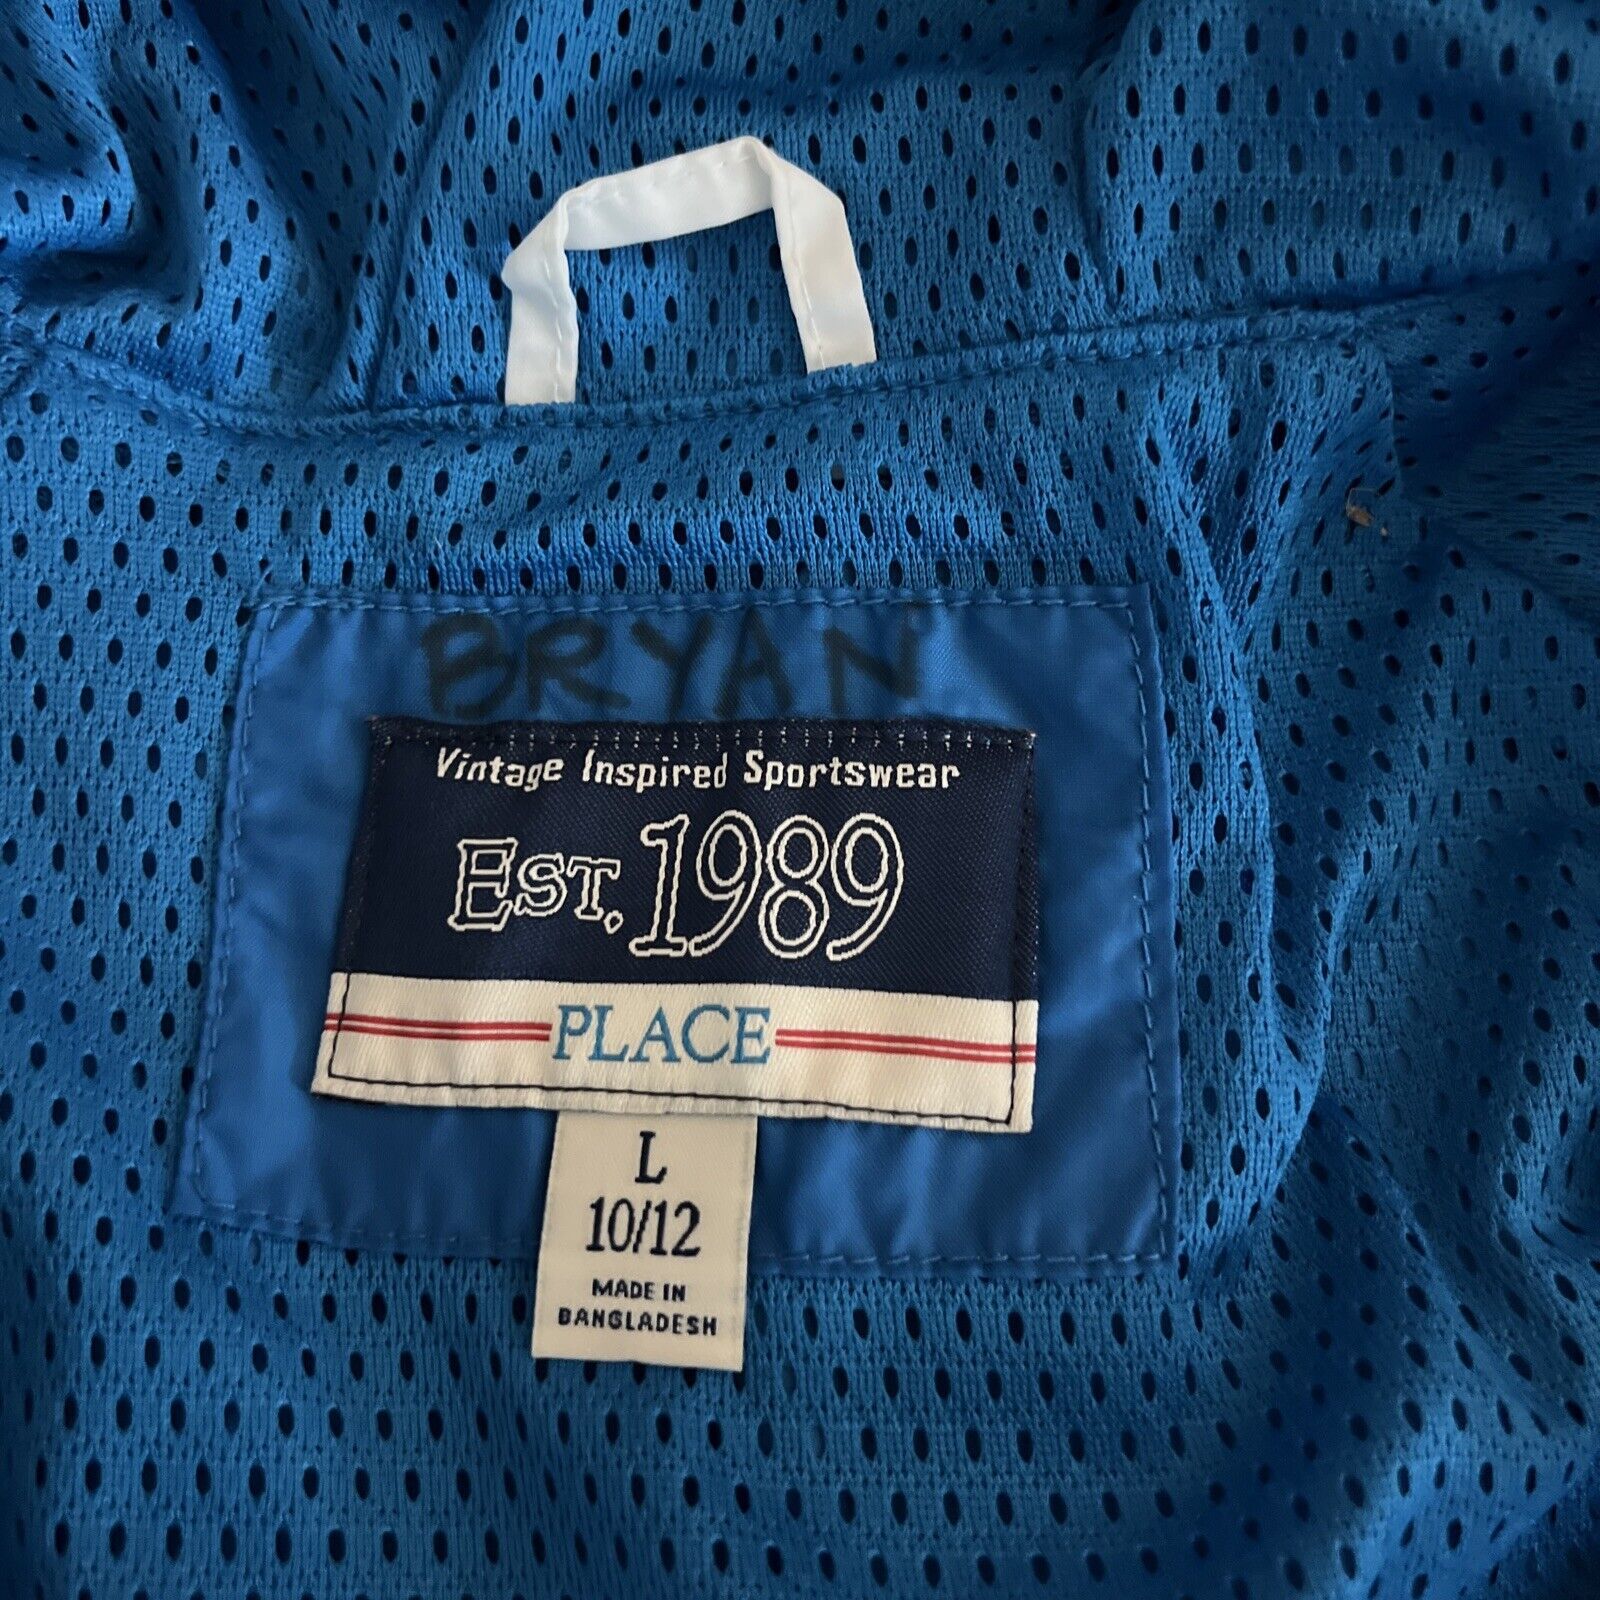 BRYAN
Vintage Inspired Sportswear
EST. 1989
PLACE
L
10/12
MADE IN
BANGLADESH